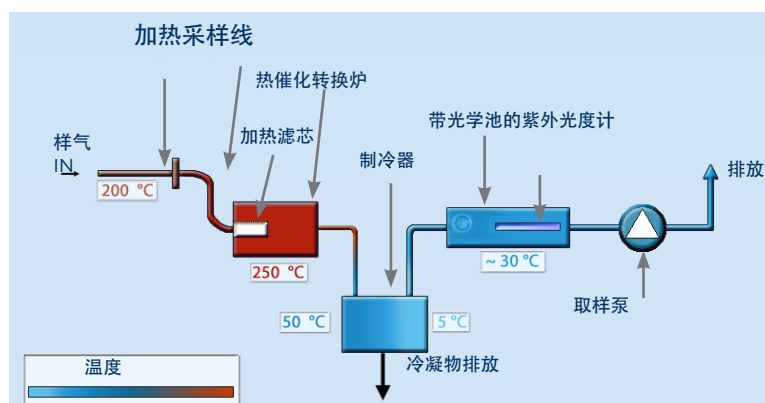 加热采样线
热催化转换炉
加热滤芯
带光学池的紫外光度计
样气
IN
制冷器
排放
200 °C
~ 30 °C
250 °C
取样泵
50 °C
5 °C
温度
冷凝物排放